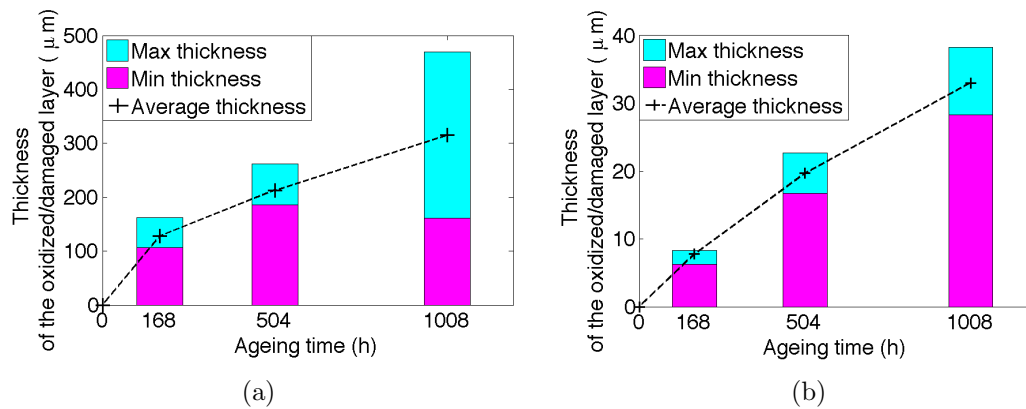 Thickness
of the oxidized/damaged layer ( μm)
500
400
300
200
100
0
Max thickness
Min thickness
Average thickness
0 168 504 1008
Ageing time (h)
(a)
Thickness
of the oxidized/damaged layer ( μm)
40
30
20
10
0
Max thickness
Min thickness
Average thickness
0 168 504 1008
Ageing time (h)
(b)